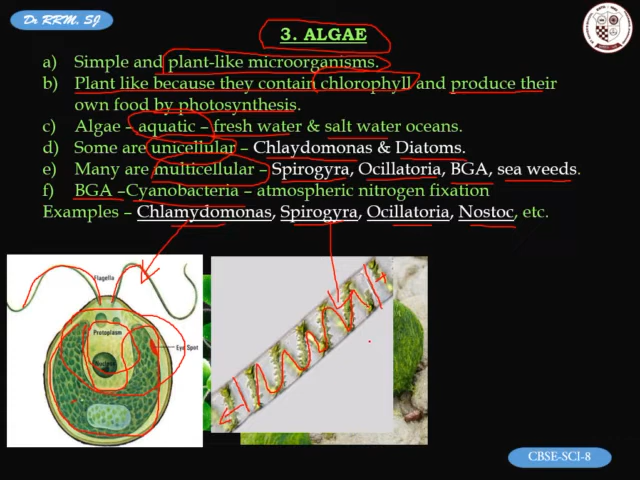 Dr RRM, SJ
3. ALGAE
a) Simple and plant-like microorganisms.
b) Plant like because they contain chlorophyll and produce their
own food by photosynthesis.
c) Algae – aquatic – fresh water & salt water oceans.
d) Some are unicellular – Chlaydomonas & Diatoms.
e) Many are multicellular – Spirogyra, Ocillatoria, BGA, sea weeds.
f) BGA –Cyanobacteria – atmospheric nitrogen fixation
Examples – Chlamydomonas, Spirogyra, Ocillatoria, Nostoc, etc.
Flagella
Protoplasm
Eye Spot
CBSE-SCI-8